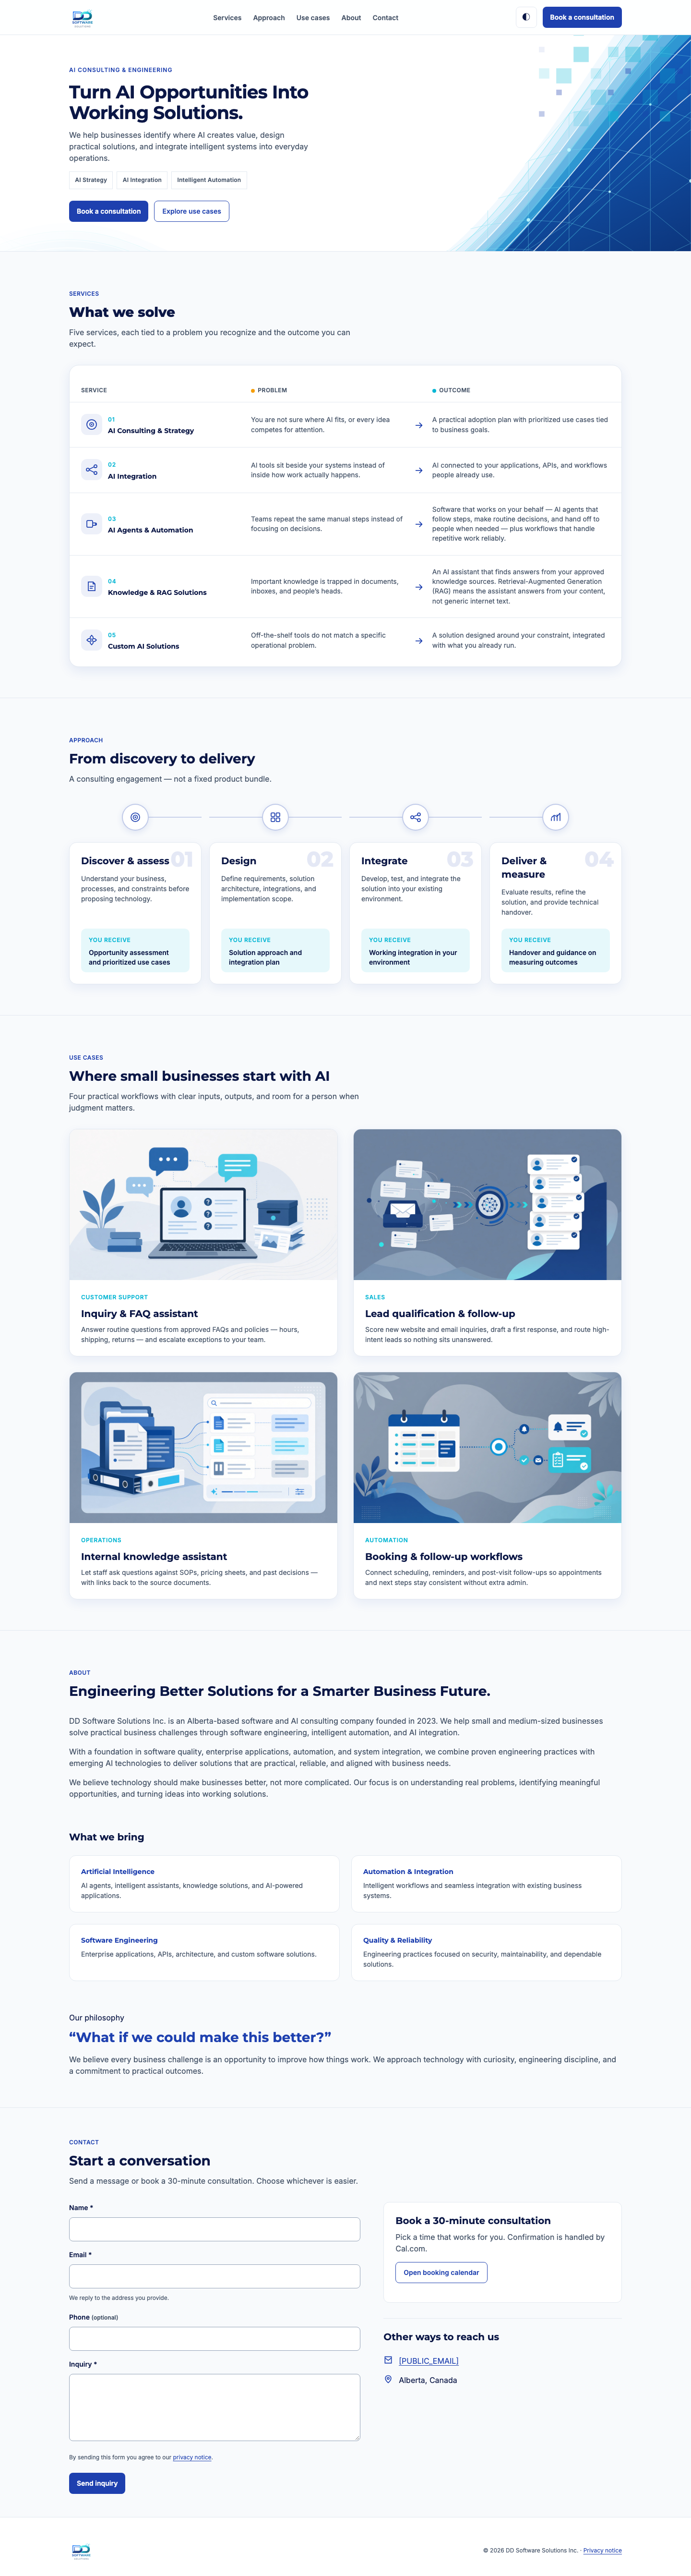 DD
SOFTWARE
SOLUTIONS
Services
Approach
Use cases
About
Contact
Book a consultation
AI CONSULTING & ENGINEERING
Turn AI Opportunities Into
Working Solutions.
We help businesses identify where AI creates value, design
practical solutions, and integrate intelligent systems into everyday
operations.
AI Strategy
AI Integration
Intelligent Automation
Book a consultation
Explore use cases
SERVICES
What we solve
Five services, each tied to a problem you recognize and the outcome you can
expect.
SERVICE
PROBLEM
OUTCOME
01
AI Consulting & Strategy
You are not sure where AI fits, or every idea
competes for attention.
A practical adoption plan with prioritized use cases tied
to business goals.
02
AI Integration
AI tools sit beside your systems instead of
inside how work actually happens.
AI connected to your applications, APIs, and workflows
people already use.
03
AI Agents & Automation
Teams repeat the same manual steps instead of
focusing on decisions.
Software that works on your behalf — AI agents that
follow steps, make routine decisions, and hand off to
people when needed — plus workflows that handle
repetitive work reliably.
04
Knowledge & RAG Solutions
Important knowledge is trapped in documents,
inboxes, and people's heads.
An AI assistant that finds answers from your approved
knowledge sources. Retrieval-Augmented Generation
(RAG) means the assistant answers from your content,
not generic internet text.
05
Custom AI Solutions
Off-the-shelf tools do not match a specific
operational problem.
A solution designed around your constraint, integrated
with what you already run.
APPROACH
From discovery to delivery
A consulting engagement — not a fixed product bundle.
01
Discover & assess
Understand your business,
processes, and constraints before
proposing technology.
YOU RECEIVE
Opportunity assessment
and prioritized use cases
02
Design
Define requirements, solution
architecture, integrations, and
implementation scope.
YOU RECEIVE
Solution approach and
integration plan
03
Integrate
Develop, test, and integrate the
solution into your existing
environment.
YOU RECEIVE
Working integration in your
environment
04
Deliver &
measure
Evaluate results, refine the
solution, and provide technical
handover.
YOU RECEIVE
Handover and guidance on
measuring outcomes
USE CASES
Where small businesses start with AI
Four practical workflows with clear inputs, outputs, and room for a person when
judgment matters.
CUSTOMER SUPPORT
Inquiry & FAQ assistant
Answer routine questions from approved FAQs and policies — hours,
shipping, returns — and escalate exceptions to your team.
SALES
Lead qualification & follow-up
Score new website and email inquiries, draft a first response, and route high-
intent leads so nothing sits unanswered.
OPERATIONS
Internal knowledge assistant
Let staff ask questions against SOPs, pricing sheets, and past decisions —
with links back to the source documents.
AUTOMATION
Booking & follow-up workflows
Connect scheduling, reminders, and post-visit follow-ups so appointments
and next steps stay consistent without extra admin.
ABOUT
Engineering Better Solutions for a Smarter Business Future.
DD Software Solutions Inc. is an Alberta-based software and AI consulting company founded in 2023. We help small and medium-sized businesses
solve practical business challenges through software engineering, intelligent automation, and AI integration.
With a foundation in software quality, enterprise applications, automation, and system integration, we combine proven engineering practices with
emerging AI technologies to deliver solutions that are practical, reliable, and aligned with business needs.
We believe technology should make businesses better, not more complicated. Our focus is on understanding real problems, identifying meaningful
opportunities, and turning ideas into working solutions.
What we bring
Artificial Intelligence
AI agents, intelligent assistants, knowledge solutions, and AI-powered
applications.
Automation & Integration
Intelligent workflows and seamless integration with existing business
systems.
Software Engineering
Enterprise applications, APIs, architecture, and custom software solutions.
Quality & Reliability
Engineering practices focused on security, maintainability, and dependable
solutions.
Our philosophy
“What if we could make this better?”
We believe every business challenge is an opportunity to improve how things work. We approach technology with curiosity, engineering discipline, and
a commitment to practical outcomes.
CONTACT
Start a conversation
Send a message or book a 30-minute consultation. Choose whichever is easier.
Name *
Email *
We reply to the address you provide.
Phone (optional)
Inquiry *
By sending this form you agree to our privacy notice.
Send inquiry
Book a 30-minute consultation
Pick a time that works for you. Confirmation is handled by
Cal.com.
Open booking calendar
Other ways to reach us
[PUBLIC_EMAIL]
Alberta, Canada
DD
SOFTWARE
SOLUTIONS
© 2026 DD Software Solutions Inc. · Privacy notice